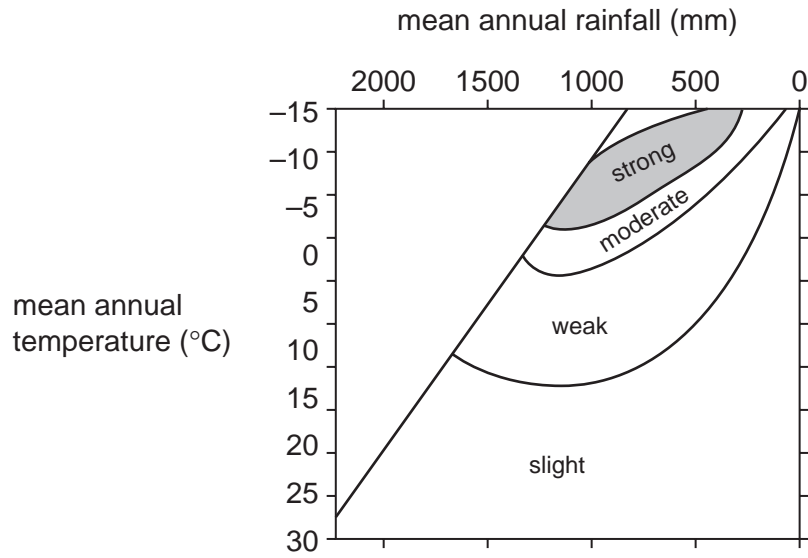 mean annual rainfall (mm)
2000 1500 1000 500 0
–15
–10
–5
0
5
10
15
20
25
30
mean annual
temperature (°C)
strong
moderate
weak
slight